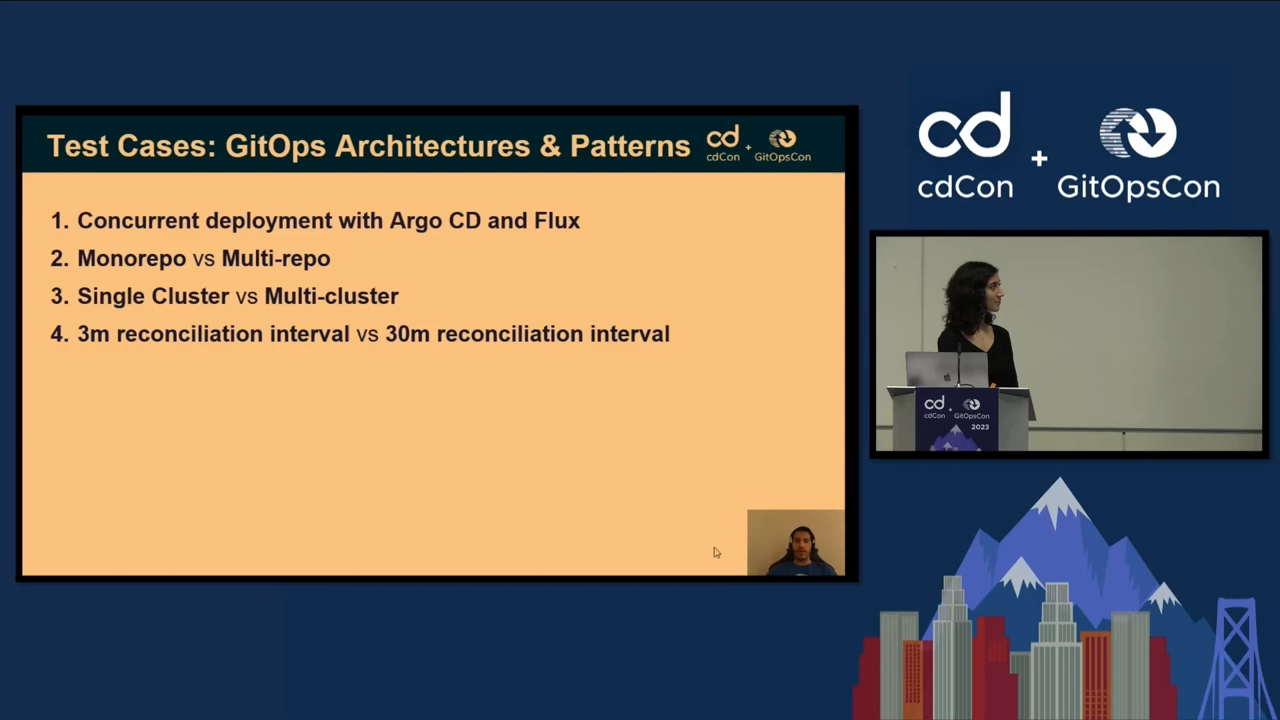 Test Cases: GitOps Architectures & Patterns
cd
cdCon
+
GitOpsCon
1. Concurrent deployment with Argo CD and Flux
2. Monorepo vs Multi-repo
3. Single Cluster vs Multi-cluster
4. 3m reconciliation interval vs 30m reconciliation interval
cd
cdCon
+
GitOpsCon
cd
cdCon
+
GitOpsCon
2023